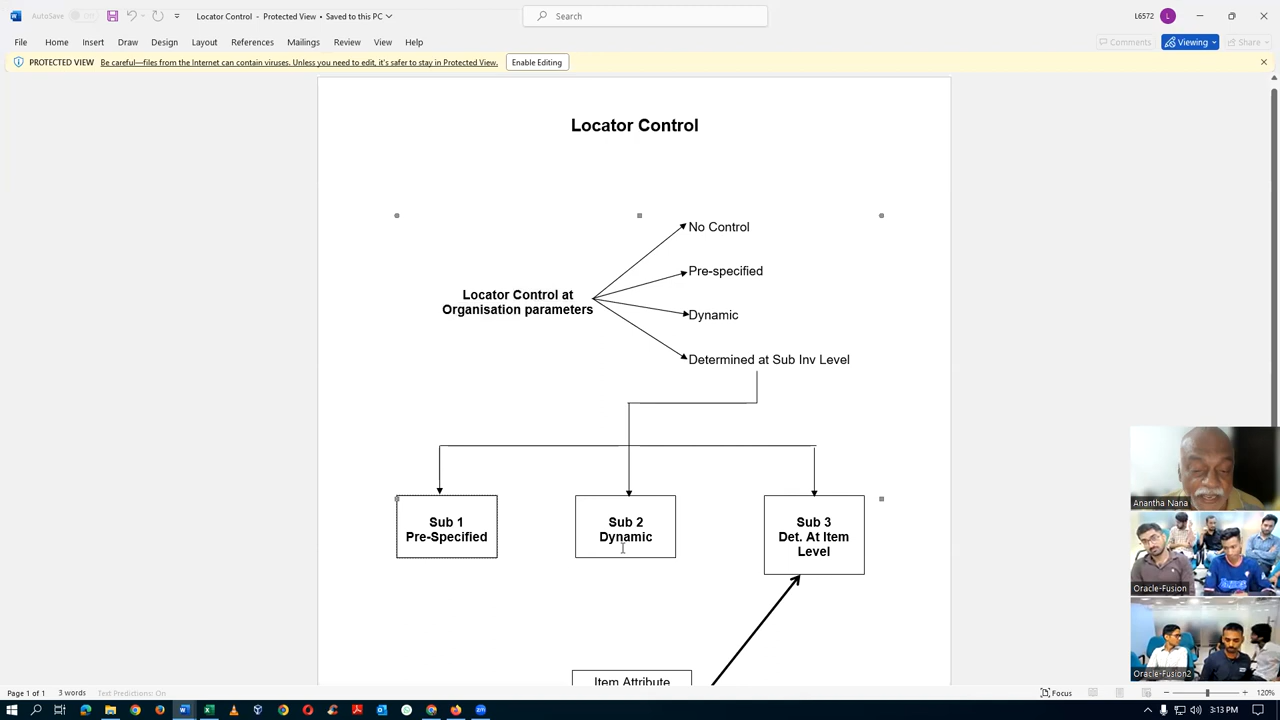 AutoSave
Off
Locator Control - Protected View • Saved to this PC
Search
L6572
L
File
Home
Insert
Draw
Design
Layout
References
Mailings
Review
View
Help
Comments
Viewing
Share
PROTECTED VIEW
Be careful—files from the Internet can contain viruses. Unless you need to edit, it's safer to stay in Protected View.
Enable Editing
Locator Control
No Control
Pre-specified
Locator Control at
Organisation parameters
Dynamic
Determined at Sub Inv Level
Sub 1
Pre-Specified
Sub 2
Dynamic
Sub 3
Det. At Item
Level
Item Attribute
Anantha Nana
Oracle-Fusion
Oracle-Fusion2
Page 1 of 1
3 words
Text Predictions: On
Focus
120%
3:13 PM